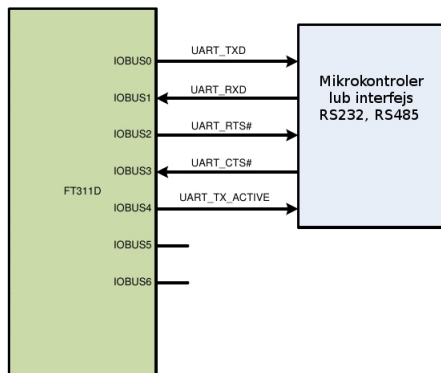 IOBUS0
UART_TXD
IOBUS1
UART_RXD
IOBUS2
UART_RTS#
IOBUS3
UART_CTS#
FT311D
IOBUS4
UART_TX_ACTIVE
IOBUS5
IOBUS6
Mikrokontroler
lub interfejs
RS232, RS485